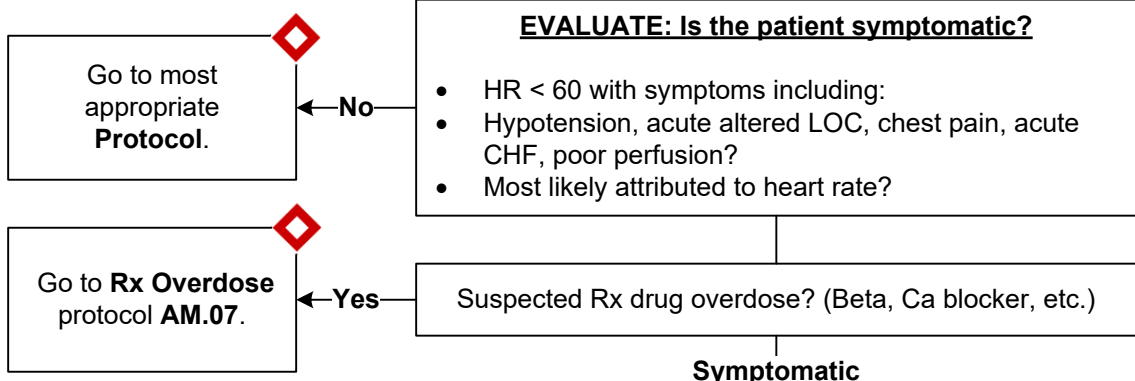 EVALUATE: Is the patient symptomatic?
Go to most
appropriate
Protocol.
No
• HR < 60 with symptoms including:
• Hypotension, acute altered LOC, chest pain, acute
CHF, poor perfusion?
• Most likely attributed to heart rate?
Go to Rx Overdose
protocol AM.07.
Yes
Suspected Rx drug overdose? (Beta, Ca blocker, etc.)
Symptomatic